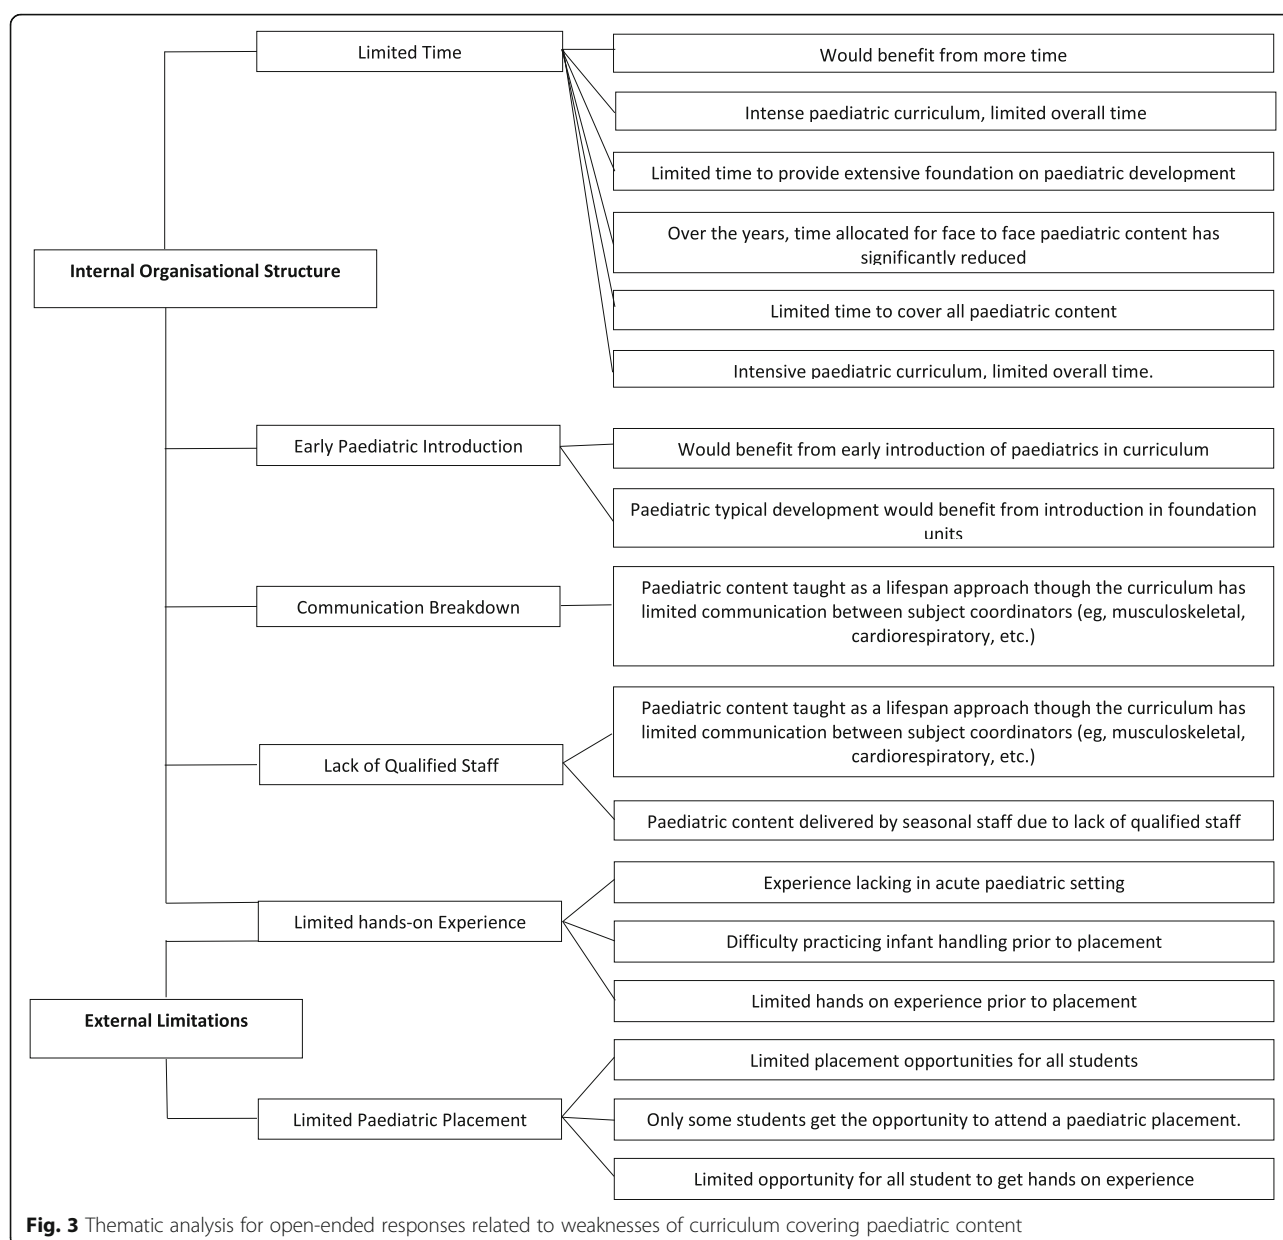 Limited Time
Would benefit from more time
Intense paediatric curriculum, limited overall time
Limited time to provide extensive foundation on paediatric development
Over the years, time allocated for face to face paediatric content has
significantly reduced
Internal Organisational Structure
Limited time to cover all paediatric content
Intensive paediatric curriculum, limited overall time.
Early Paediatric Introduction
Would benefit from early introduction of paediatrics in curriculum
Paediatric typical development would benefit from introduction in foundation
units
Communication Breakdown
Paediatric content taught as a lifespan approach though the curriculum has
limited communication between subject coordinators (eg, musculoskeletal,
cardiorespiratory, etc.)
Lack of Qualified Staff
Paediatric content taught as a lifespan approach though the curriculum has
limited communication between subject coordinators (eg, musculoskeletal,
cardiorespiratory, etc.)
Paediatric content delivered by seasonal staff due to lack of qualified staff
Limited hands-on Experience
Experience lacking in acute paediatric setting
Difficulty practicing infant handling prior to placement
Limited hands on experience prior to placement
External Limitations
Limited Paediatric Placement
Limited placement opportunities for all students
Only some students get the opportunity to attend a paediatric placement.
Limited opportunity for all student to get hands on experience
Fig. 3 Thematic analysis for open-ended responses related to weaknesses of curriculum covering paediatric content